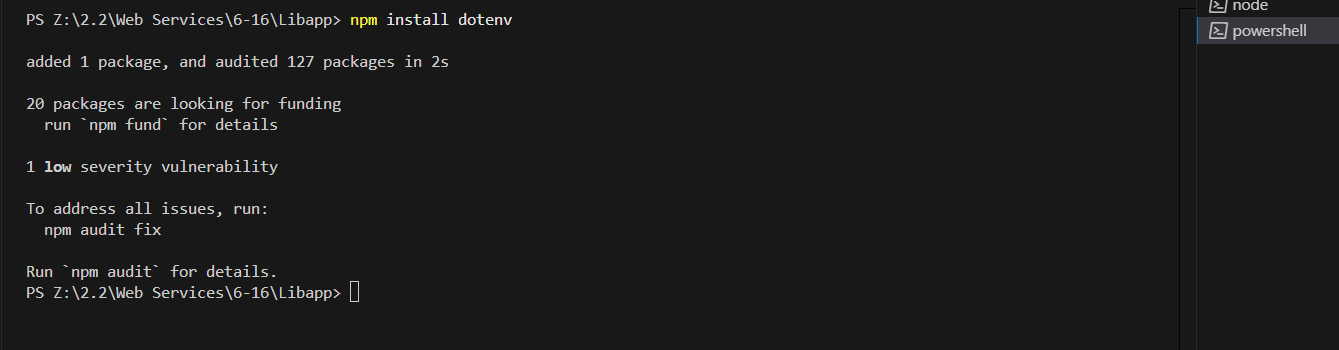 PS Z:\2.2\Web Services\6-16\Libapp> npm install dotenv
added 1 package, and audited 127 packages in 2s
20 packages are looking for funding
  run `npm fund` for details
1 low severity vulnerability
To address all issues, run:
  npm audit fix
Run `npm audit` for details.
PS Z:\2.2\Web Services\6-16\Libapp>
node
powershell